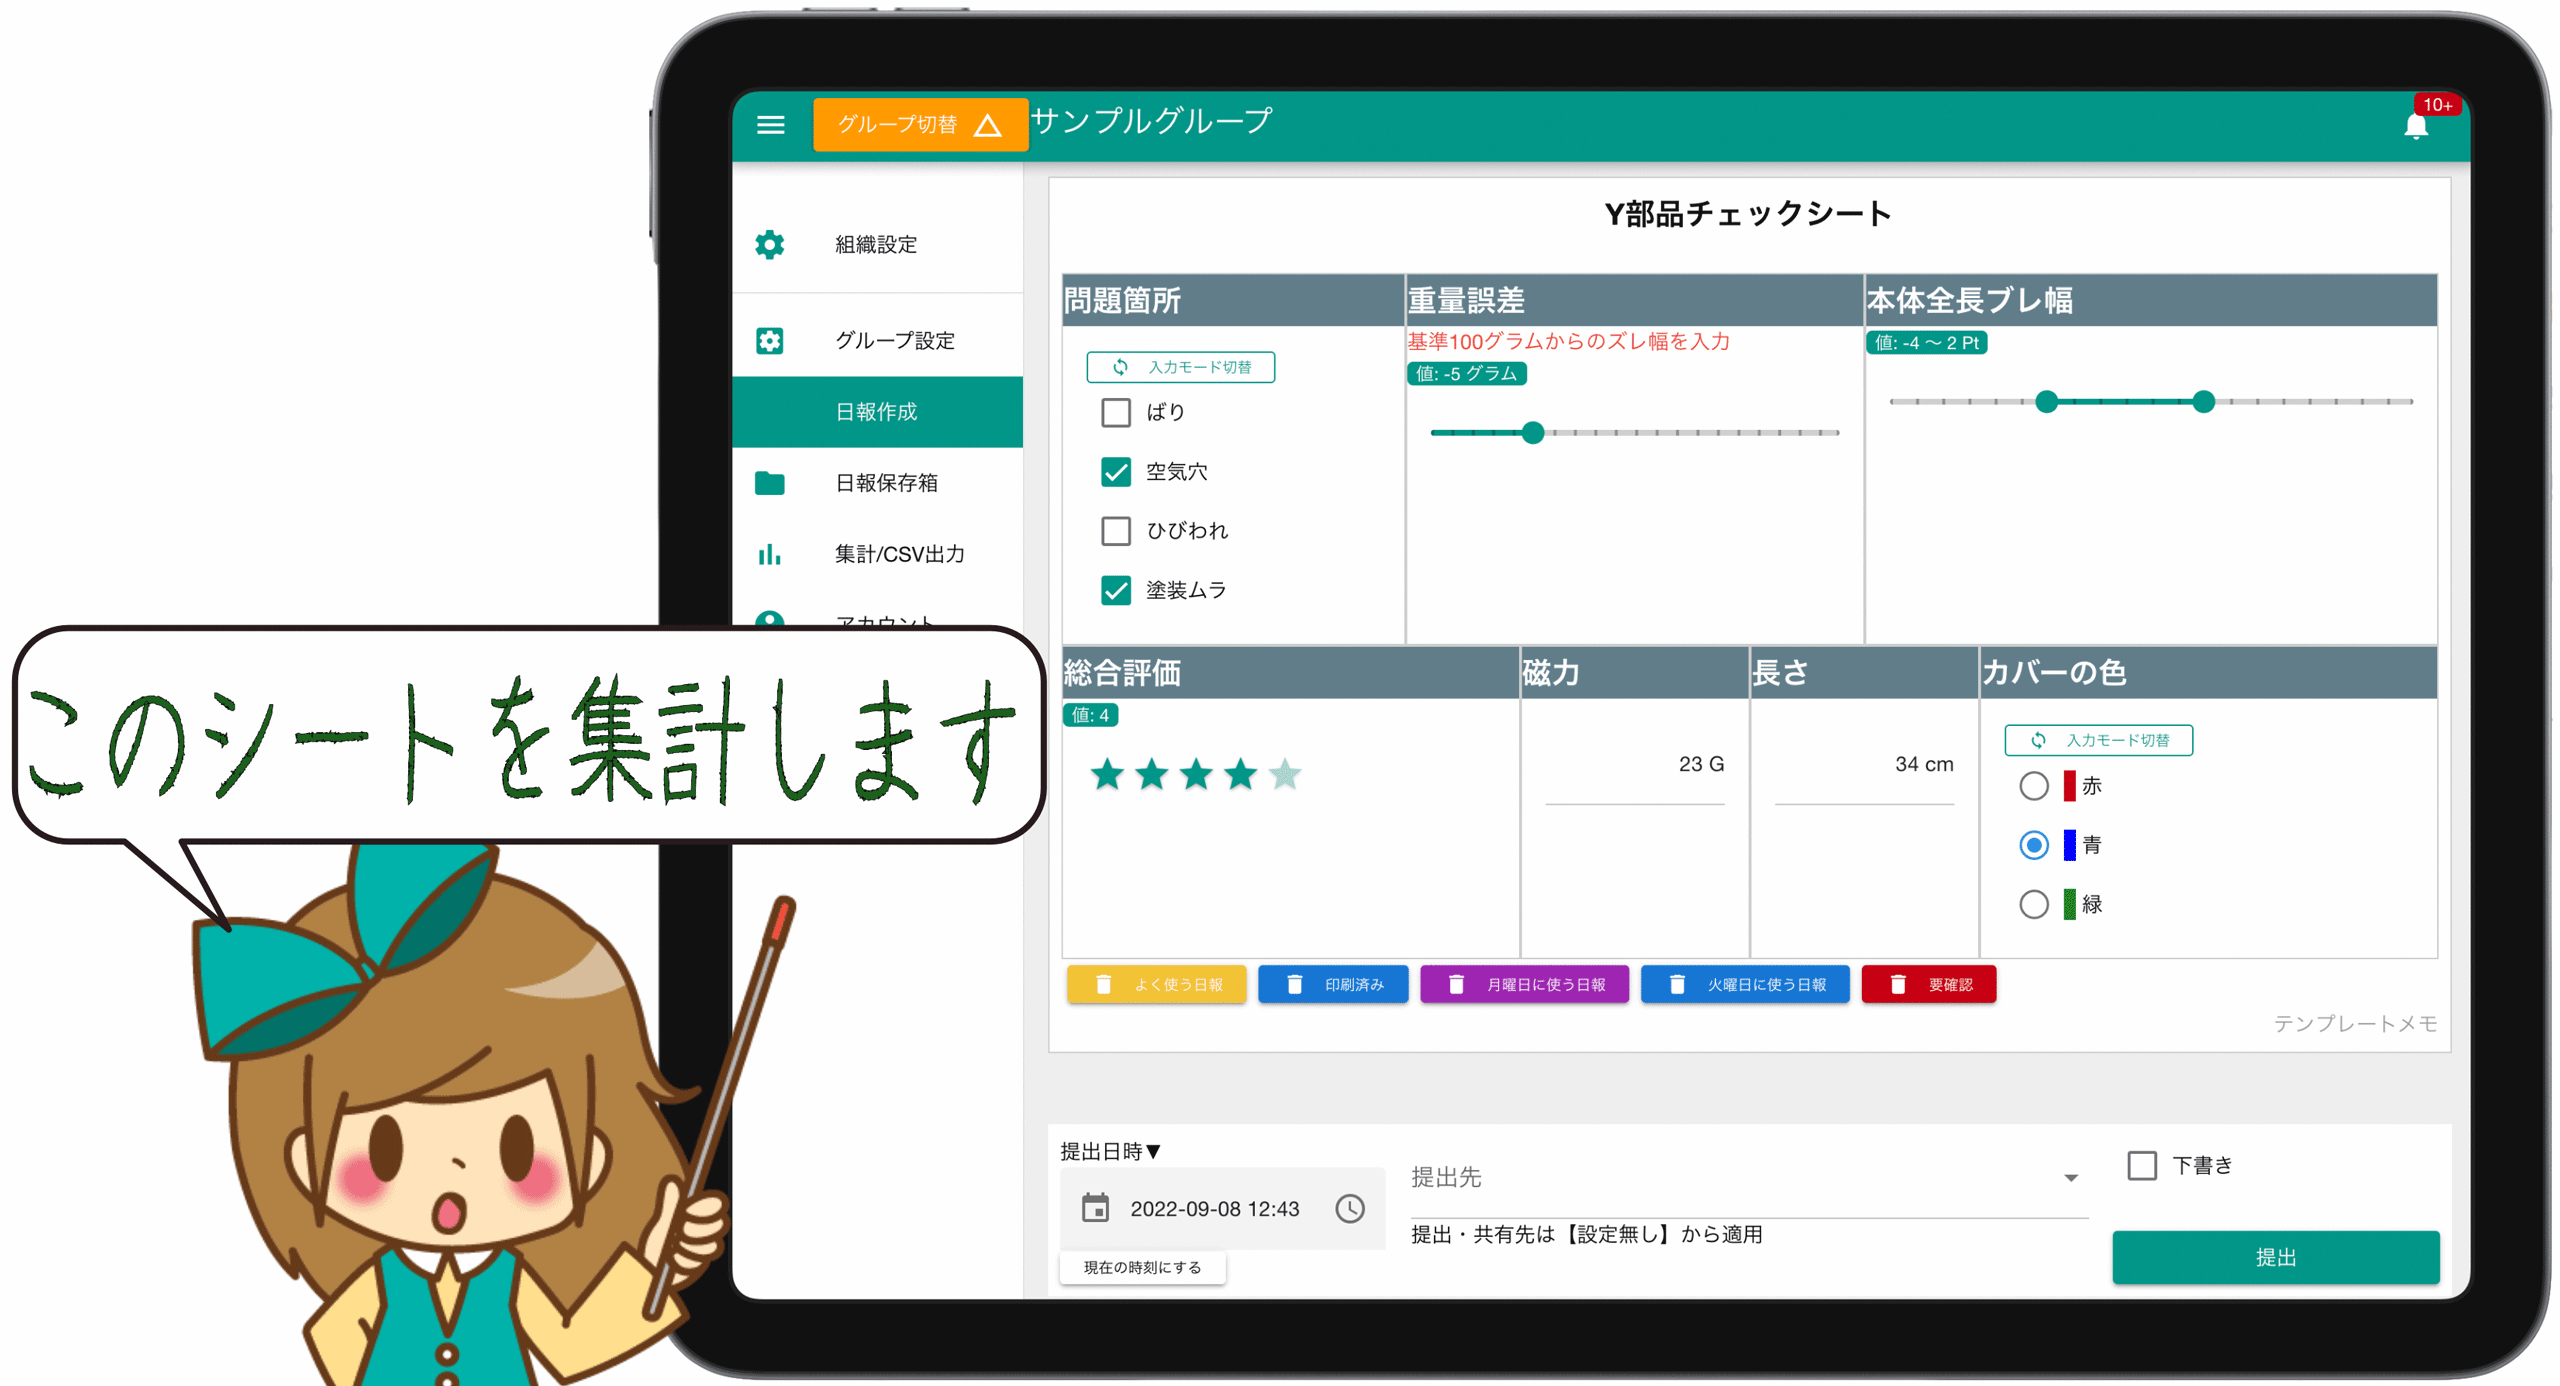 グループ切替
サンプルグループ
10+
組織設定
グループ設定
日報作成
日報保存箱
集計/CSV出力
アカウント
このシートを集計します
Y部品チェックシート
問題箇所
入力モード切替
ばり
空気穴
ひびわれ
塗装ムラ
重量誤差
基準100グラムからのズレ幅を入力
値: -5 グラム
本体全長ブレ幅
値: -4 〜 2 Pt
総合評価
値: 4
磁力
23 G
長さ
34 cm
カバーの色
入力モード切替
赤
青
緑
よく使う日報
印刷済み
月曜日に使う日報
火曜日に使う日報
要確認
テンプレートメモ
提出日時▼
2022-09-08 12:43
現在の時刻にする
提出先
提出・共有先は【設定無し】から適用
下書き
提出